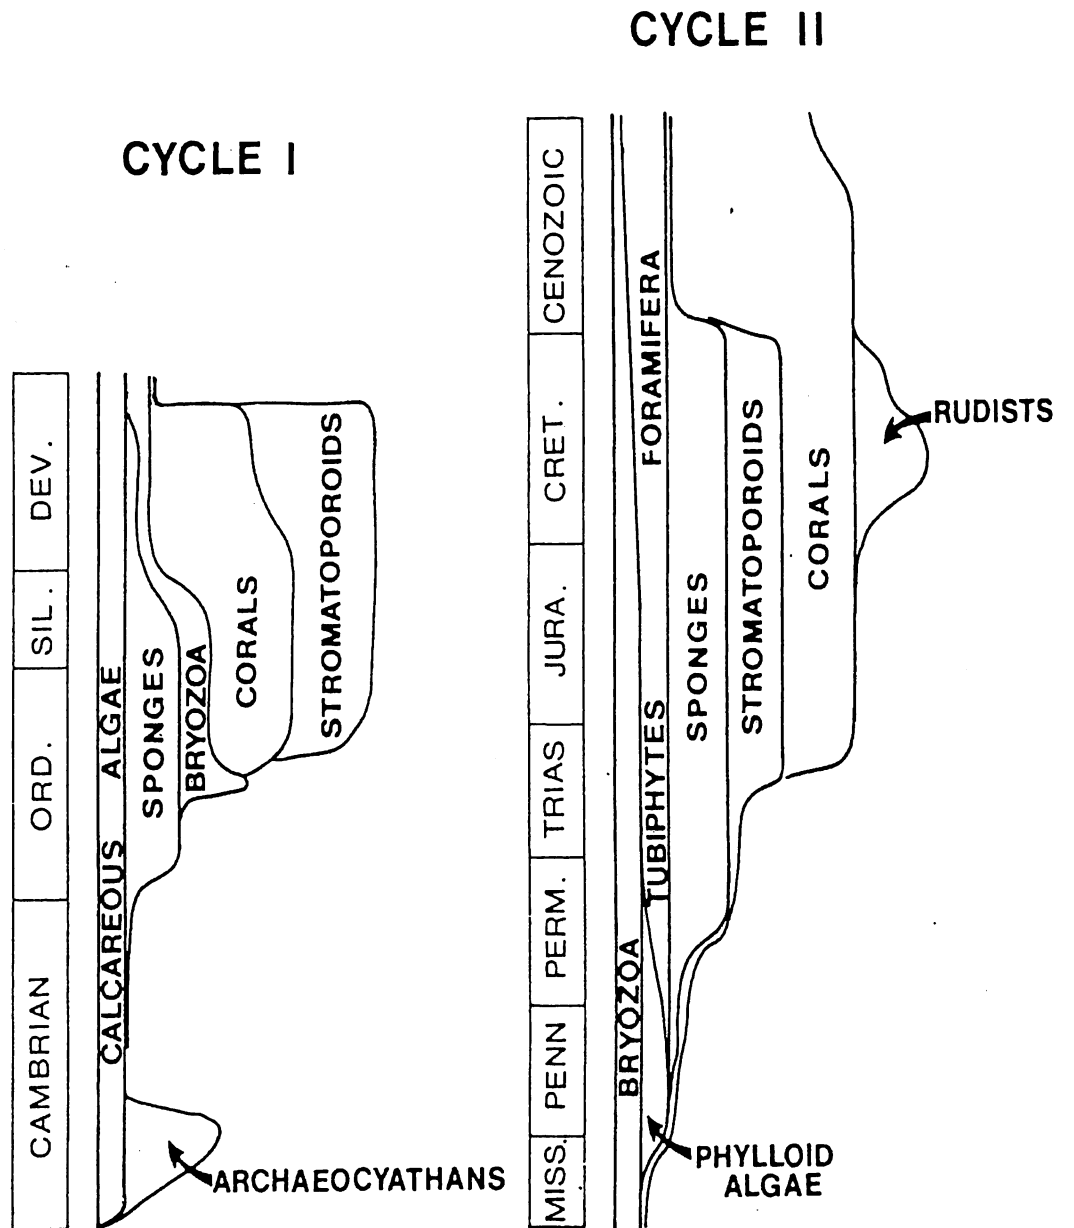 CYCLE I
DEV.
SIL.
ORD.
CAMBRIAN
CALCAREOUS ALGAE
SPONGES
BRYOZOA
CORALS
STROMATOPOROIDS
ARCHAEOCYATHANS
CYCLE II
CENOZOIC
CRET.
JURA.
TRIAS
PERM.
PENN
MISS.
BRYOZOA
FORAMIFERA
TUBIPHYTES
SPONGES
STROMATOPOROIDS
CORALS
RUDISTS
PHYLLOID
ALGAE